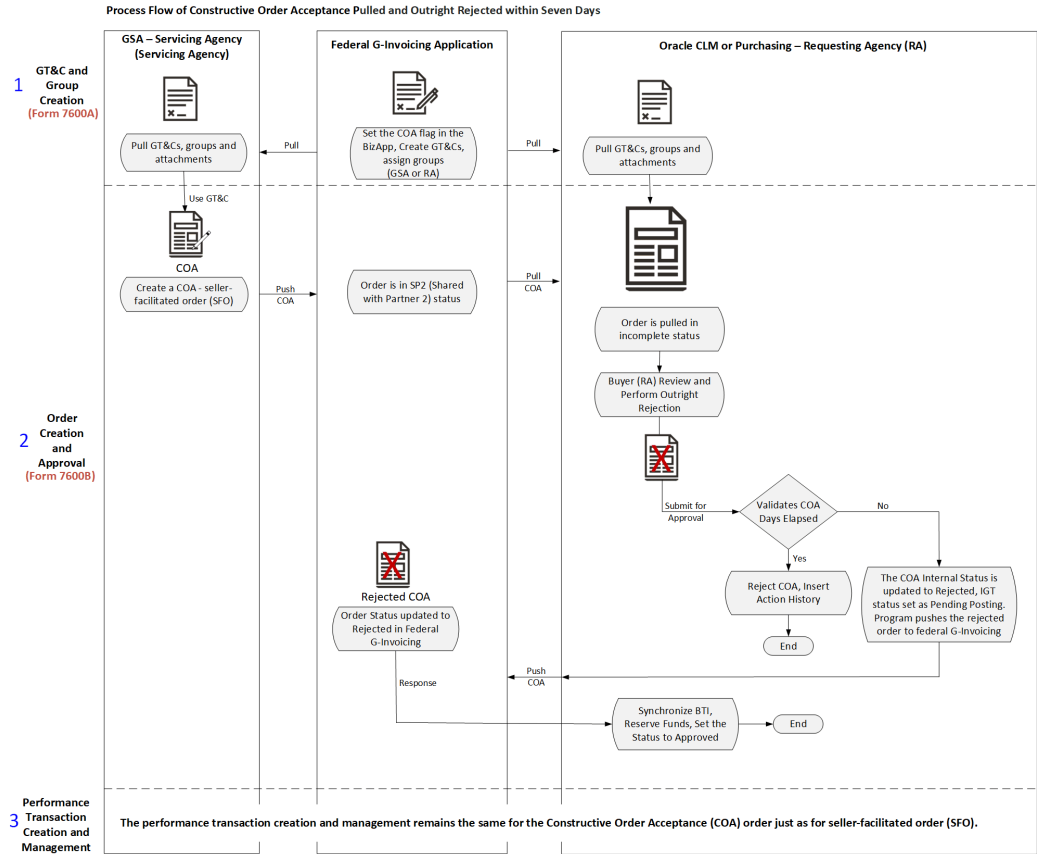 Process Flow of Constructive Order Acceptance Pulled and Outright Rejected within Seven Days
GSA – Servicing Agency
(Servicing Agency)
Federal G-Invoicing Application
Oracle CLM or Purchasing – Requesting Agency (RA)
1
GT&C and
Group
Creation
(Form 7600A)
Pull GT&Cs, groups and
attachments
Pull
Set the COA flag in the
BizApp, Create GT&Cs,
assign groups
(GSA or RA)
Pull
Pull GT&Cs, groups and
attachments
Use GT&C
COA
Create a COA - seller-
facilitated order (SFO)
Push
COA
Order is in SP2 (Shared
with Partner 2) status
Pull
COA
Order is pulled in
incomplete status
Buyer (RA) Review and
Perform Outright
Rejection
2
Order
Creation
and
Approval
(Form 7600B)
Submit for
Approval
Validates COA
Days Elapsed
No
Yes
Reject COA, Insert
Action History
End
The COA Internal Status is
updated to Rejected, IGT
status set as Pending Posting.
Program pushes the rejected
order to federal G-Invoicing
Rejected COA
Order Status updated to
Rejected in Federal
G-Invoicing
Push
COA
Response
Synchronize BTI,
Reserve Funds, Set the
Status to Approved
End
3
Performance
Transaction
Creation and
Management
The performance transaction creation and management remains the same for the Constructive Order Acceptance (COA) order just as for seller-facilitated order (SFO).